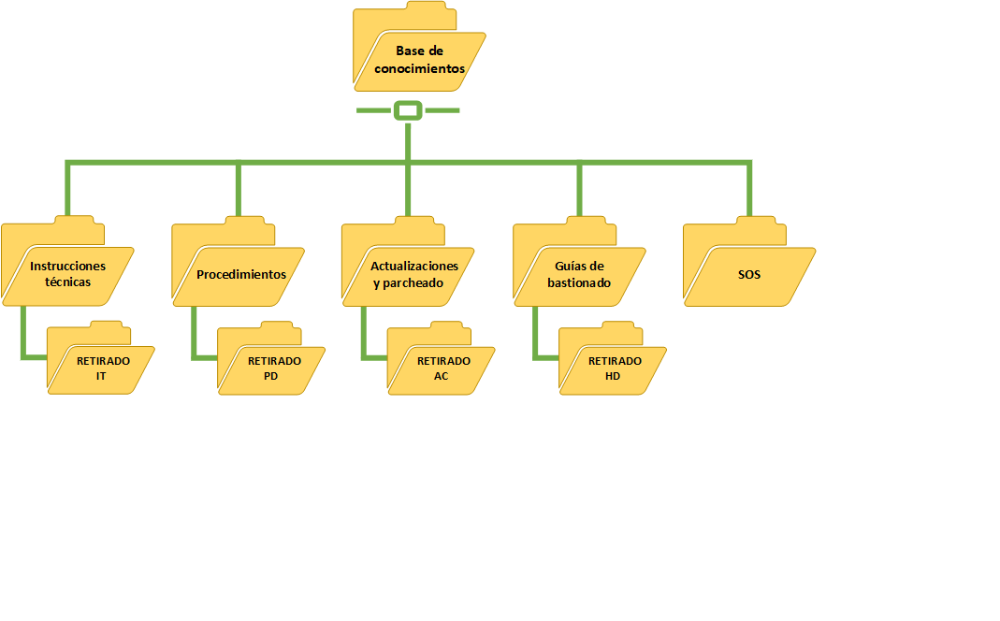 Base de
conocimientos
Instrucciones
técnicas
Procedimientos
Actualizaciones
y parcheado
Guías de
bastionado
SOS
RETIRADO
IT
RETIRADO
PD
RETIRADO
AC
RETIRADO
HD